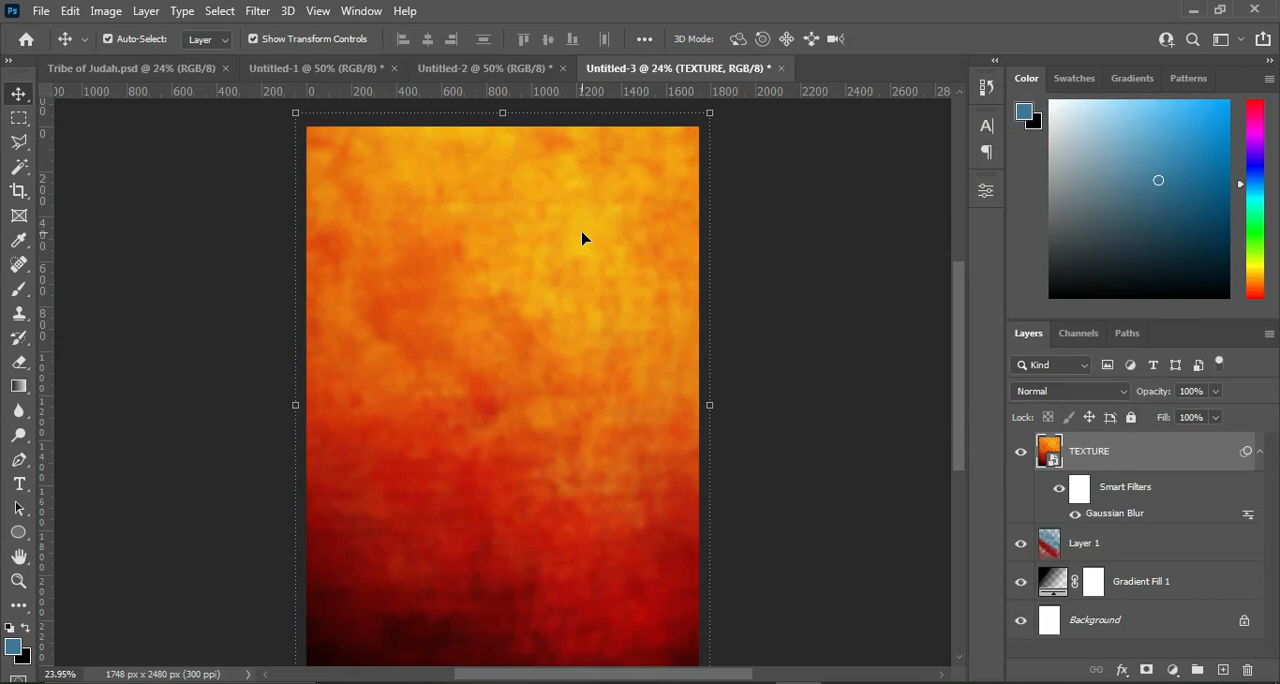 Ps File Edit Image Layer Type Select Filter 3D View Window Help
Auto-Select: Layer Show Transform Controls 3D Mode:
Tribe of Judah.psd @ 24% (RGB/8) Untitled-1 @ 50% (RGB/8) * Untitled-2 @ 50% (RGB/8) * Untitled-3 @ 24% (TEXTURE, RGB/8) *
1000 800 600 400 200 0 200 400 600 800 1000 1200 1400 1600 1800 2000 2200 2400 2600
Color Swatches Gradients Patterns
Layers Channels Paths
Kind
Normal Opacity: 100%
Lock: Fill: 100%
TEXTURE
Smart Filters
Gaussian Blur
Layer 1
Gradient Fill 1
Background
23.95% 1748 px x 2480 px (300 ppi)